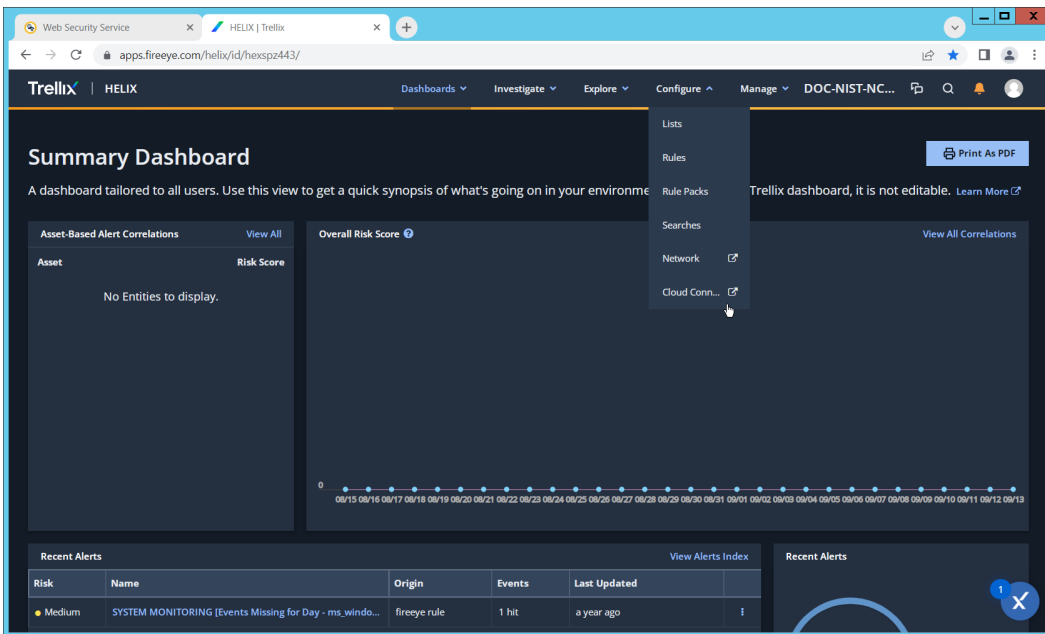 Web Security Service
HELIX | Trellix
apps.fireeye.com/helix/id/hexspz443/
Trellix | HELIX
Dashboards
Investigate
Explore
Configure
Manage
DOC-NIST-NC...
Lists
Rules
Rule Packs
Searches
Network
Cloud Conn...
Summary Dashboard
Print As PDF
A dashboard tailored to all users. Use this view to get a quick synopsis of what's going on in your environme Trellix dashboard, it is not editable. Learn More
Asset-Based Alert Correlations
View All
Asset
Risk Score
No Entities to display.
Overall Risk Score
View All Correlations
0
08/15 08/16 08/17 08/18 08/19 08/20 08/21 08/22 08/23 08/24 08/25 08/26 08/27 08/28 08/29 08/30 08/31 09/01 09/02 09/03 09/04 09/05 09/06 09/07 09/08 09/09 09/10 09/11 09/12 09/13
Recent Alerts
View Alerts Index
Risk Name Origin Events Last Updated
Medium SYSTEM MONITORING [Events Missing for Day - ms_windo... fireeye rule 1 hit a year ago
Recent Alerts
1